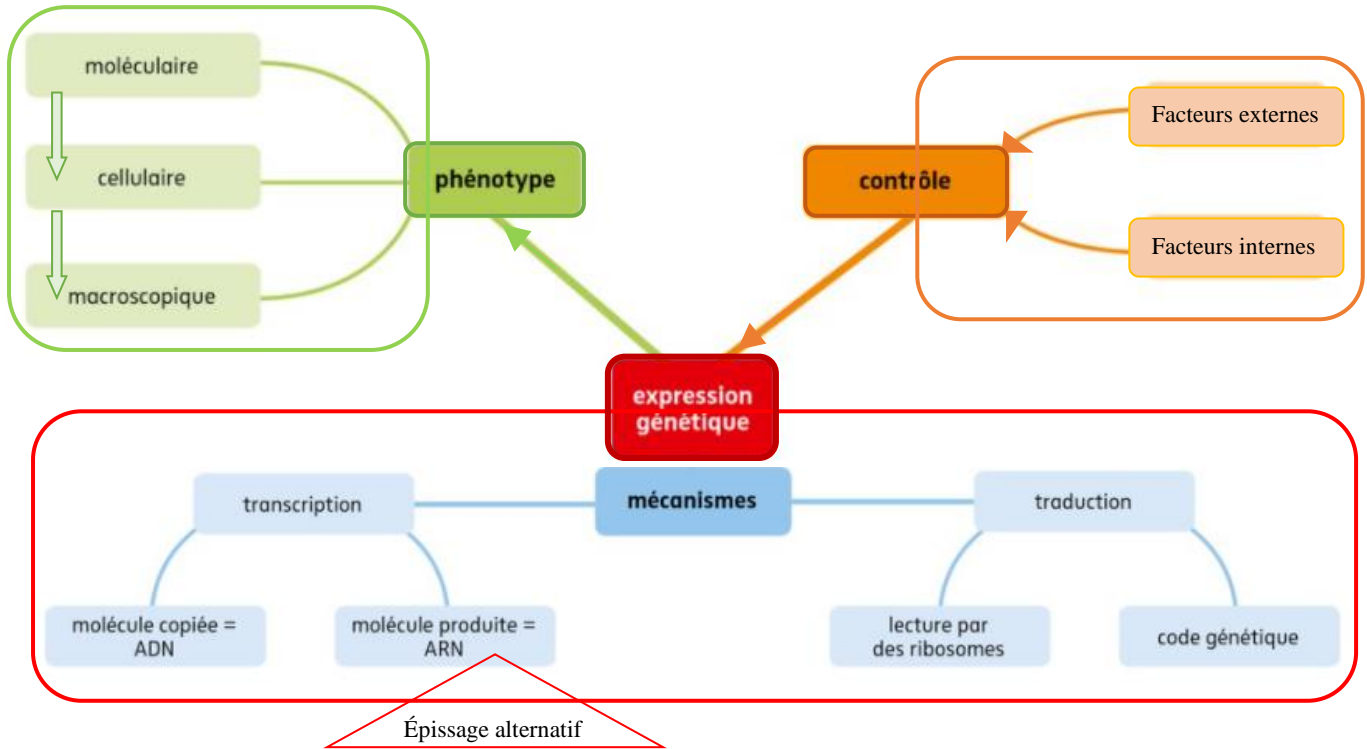 moléculaire
cellulaire
macroscopique
phénotype
contrôle
Facteurs externes
Facteurs internes
expression
génétique
mécanismes
transcription
traduction
molécule copiée =
ADN
molécule produite =
ARN
lecture par
des ribosomes
code génétique
Épissage alternatif